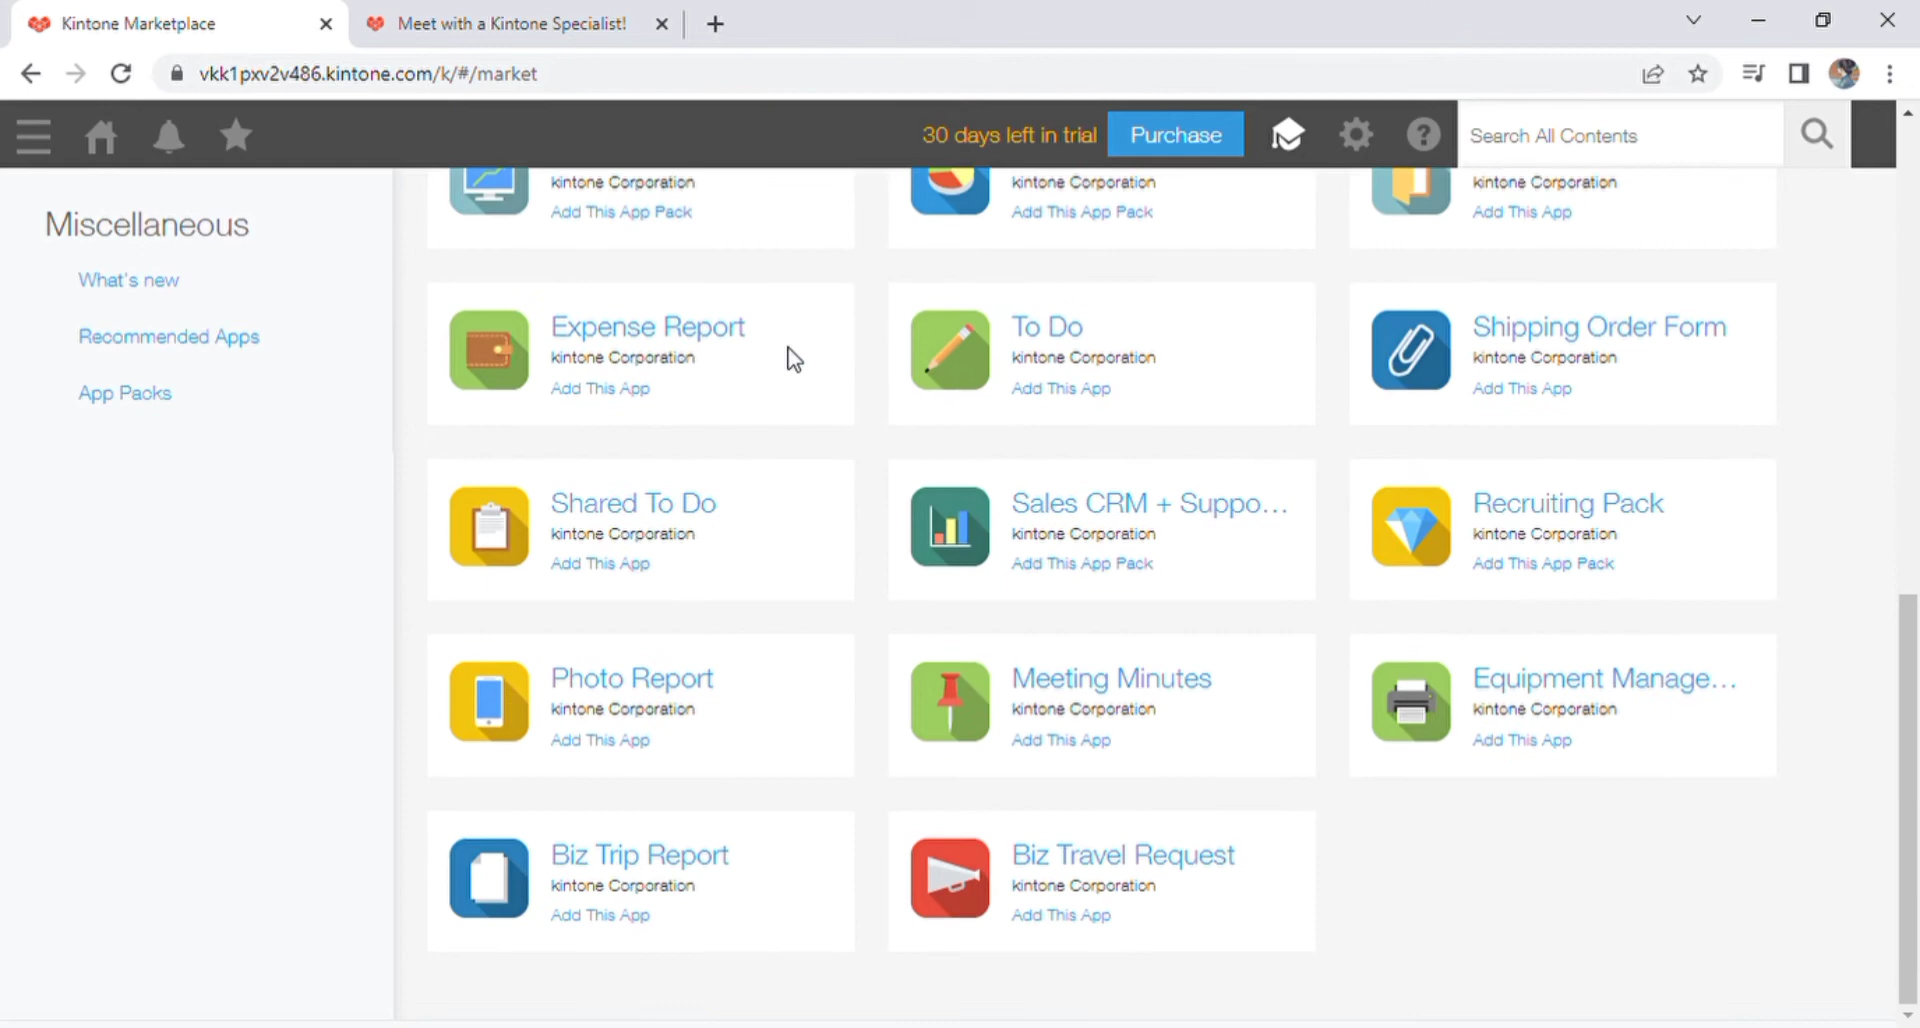 Kintone Marketplace
Meet with a Kintone Specialist!
vkk1pxv2v486.kintone.com/k/#/market
30 days left in trial
Purchase
Search All Contents
Miscellaneous
What's new
Recommended Apps
App Packs
kintone Corporation
Add This App Pack
kintone Corporation
Add This App Pack
kintone Corporation
Add This App
Expense Report
kintone Corporation
Add This App
To Do
kintone Corporation
Add This App
Shipping Order Form
kintone Corporation
Add This App
Shared To Do
kintone Corporation
Add This App
Sales CRM + Suppo...
kintone Corporation
Add This App Pack
Recruiting Pack
kintone Corporation
Add This App Pack
Photo Report
kintone Corporation
Add This App
Meeting Minutes
kintone Corporation
Add This App
Equipment Manage...
kintone Corporation
Add This App
Biz Trip Report
kintone Corporation
Add This App
Biz Travel Request
kintone Corporation
Add This App